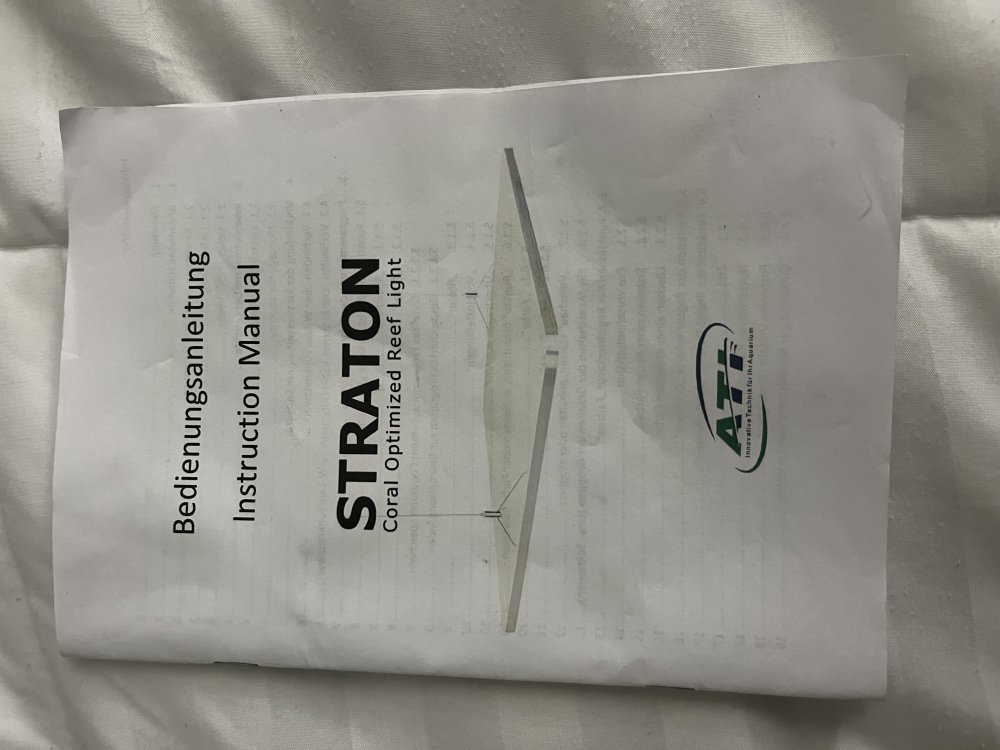 Bedienungsanleitung
Instruction Manual
STRATON
Coral Optimized Reef Light
ATI
Innovative Technik für Ihr Aquarium